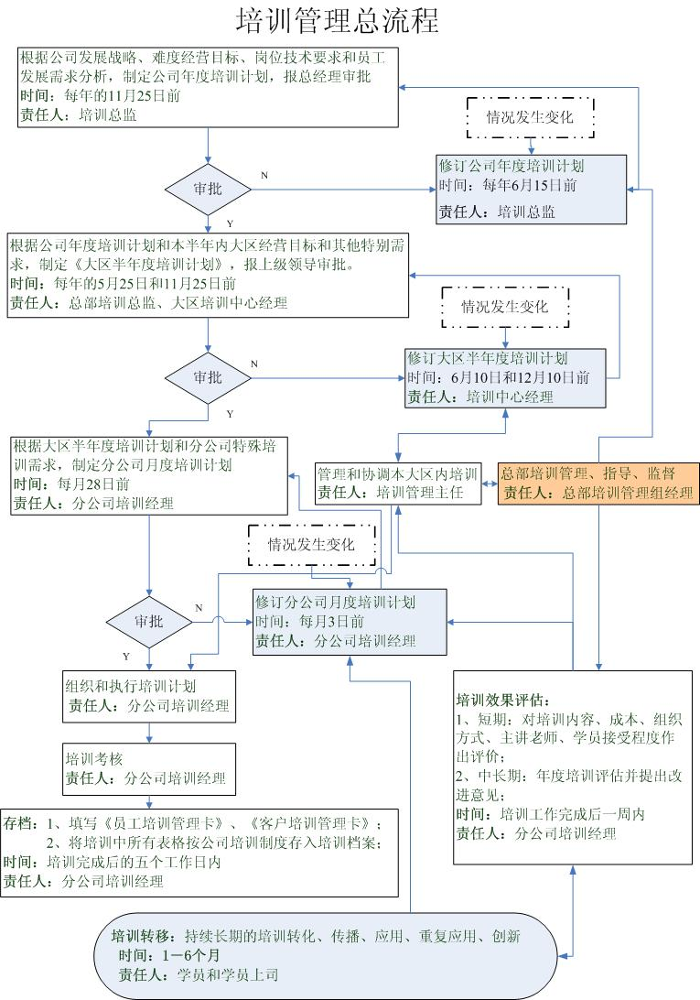 培训管理总流程
根据公司发展战略、难度经营目标、岗位技术要求和员工
发展需求分析，制定公司年度培训计划，报总经理审批
时间：每年的11月25日前
责任人：培训总监
情况发生变化
审批
N
Y
修订公司年度培训计划
时间：每年6月15日前
责任人：培训总监
根据公司年度培训计划和本半年内大区经营目标和其他特别需
求，制定《大区半年度培训计划》，报上级领导审批。
时间：每年的5月25日和11月25日前
责任人：总部培训总监、大区培训中心经理
情况发生变化
审批
N
Y
修订大区半年度培训计划
时间：6月10日和12月10日前
责任人：培训中心经理
根据大区半年度培训计划和分公司特殊培
训需求，制定分公司月度培训计划
时间：每月28日前
责任人：分公司培训经理
管理和协调本大区内培训
责任人：培训管理主任
总部培训管理、指导、监督
责任人：总部培训管理组经理
情况发生变化
审批
N
Y
修订分公司月度培训计划
时间：每月3日前
责任人：分公司培训经理
组织和执行培训计划
责任人：分公司培训经理
培训考核
责任人：分公司培训经理
培训效果评估：
1、短期：对培训内容、成本、组织
方式、主讲老师、学员接受程度作
出评价；
2、中长期：年度培训评估并提出改
进意见；
时间：培训工作完成后一周内
责任人：分公司培训经理
存档：1、填写《员工培训管理卡》、《客户培训管理卡》；
2、将培训中所有表格按公司培训制度存入培训档案；
时间：培训完成后的五个工作日内
责任人：分公司培训经理
培训转移：持续长期的培训转化、传播、应用、重复应用、创新
时间：1－6个月
责任人：学员和学员上司